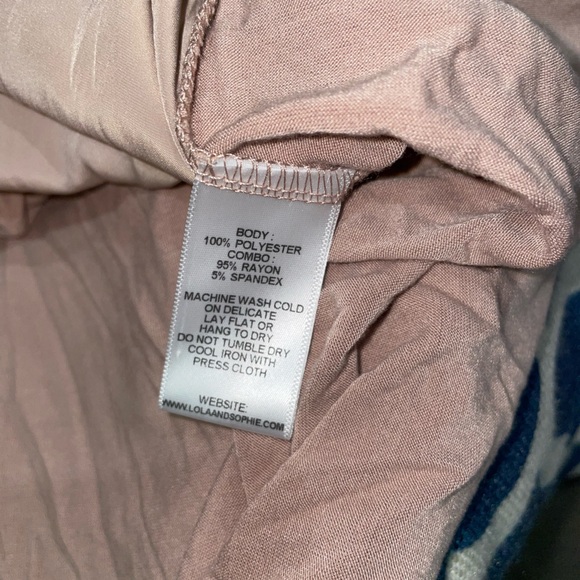 BODY :
100% POLYESTER
COMBO :
95% RAYON
5% SPANDEX
MACHINE WASH COLD
ON DELICATE
LAY FLAT OR
HANG TO DRY
DO NOT TUMBLE DRY
COOL IRON WITH
PRESS CLOTH
WEBSITE:
WWW.LOLAANDSOPHIE.COM